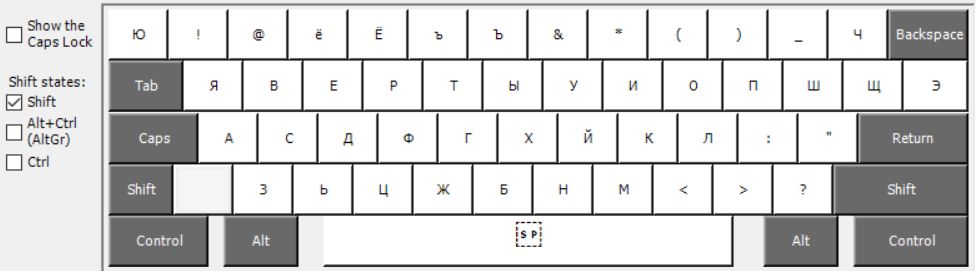 Show the
Caps Lock
Ю ! @ ё Ё ъ Ъ & * ( ) _ Ч Backspace
Shift states:
Shift
Alt+Ctrl
(AltGr)
Ctrl
Tab Я В Е Р Т Ы У И О П Ш Щ Э
Caps А С Д Ф Г Х Й К Л : " Return
Shift З Ь Ц Ж Б Н М < > ? Shift
Control Alt SP Alt Control